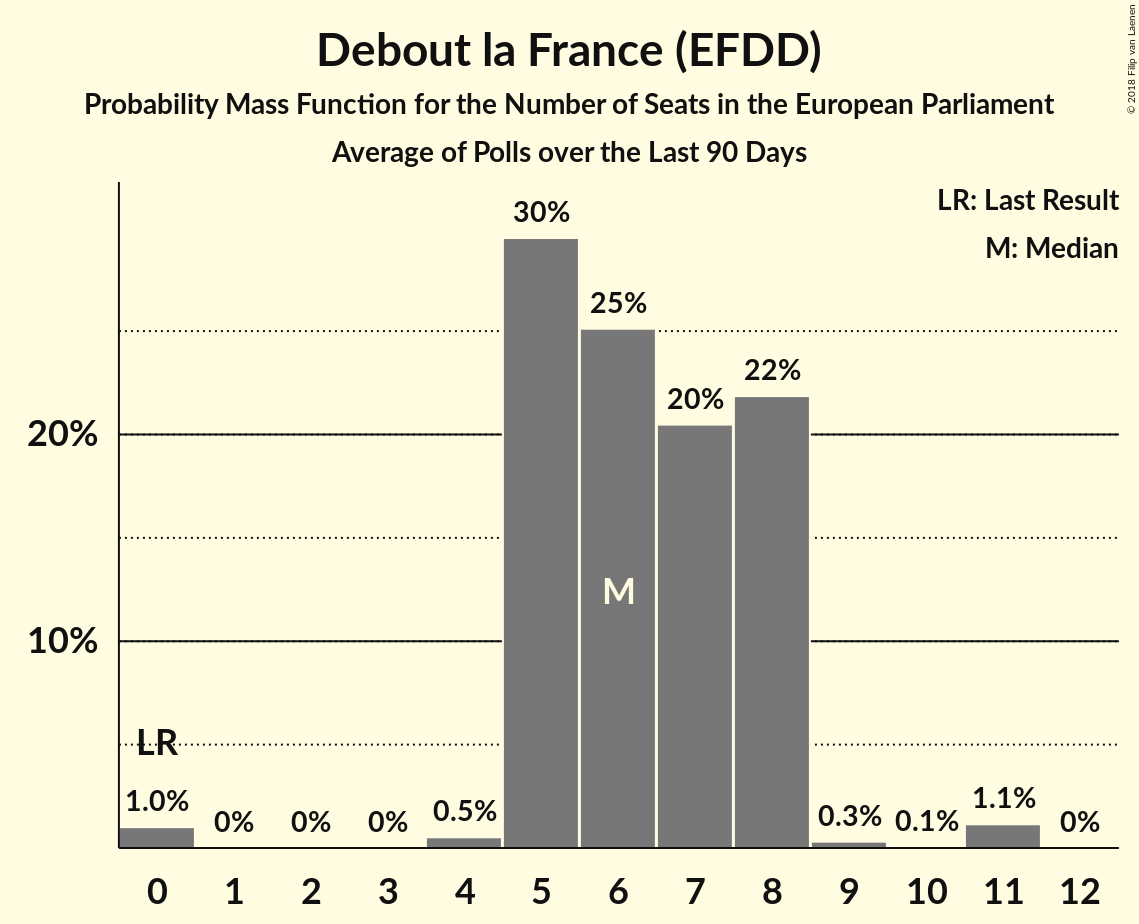 Debout la France (EFDD)
Probability Mass Function for the Number of Seats in the European Parliament
Average of Polls over the Last 90 Days
© 2018 Filip van Laenen
LR: Last Result
M: Median
30%
25%
22%
20%
20%
M
10%
LR
1.0%
0%
0%
0%
0.5%
0.3%
0.1%
1.1%
0%
0 1 2 3 4 5 6 7 8 9 10 11 12